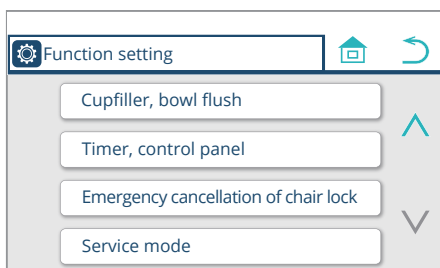 Function setting
Cupfiller, bowl flush
Timer, control panel
Emergency cancellation of chair lock
Service mode